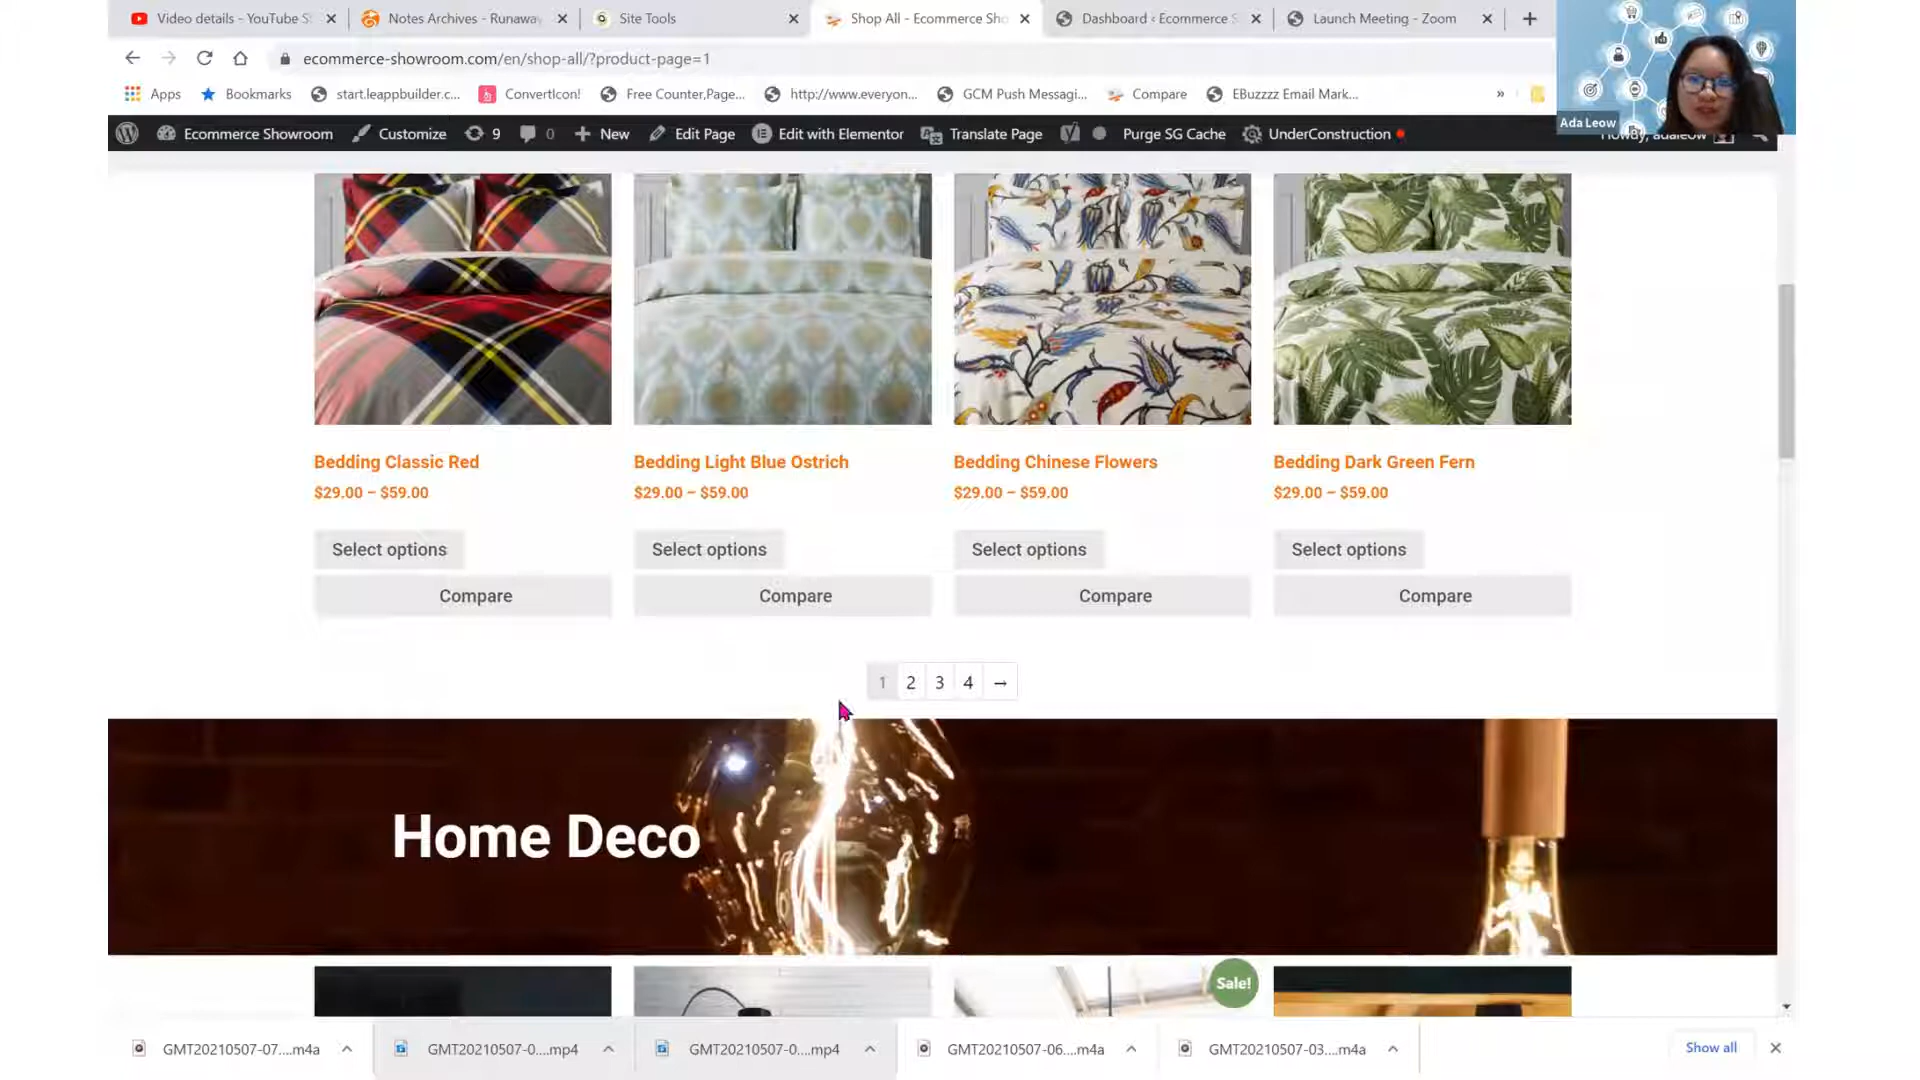 Video details - YouTube S
Notes Archives - Runaway
Site Tools
Shop All - Ecommerce Sho
Dashboard ‹ Ecommerce S
Launch Meeting - Zoom
ecommerce-showroom.com/en/shop-all/?product-page=1
Apps
Bookmarks
start.leappbuilder.c...
ConvertIcon!
Free Counter,Page...
http://www.everyon...
GCM Push Messagi...
Compare
EBuzzzz Email Mark...
»
Ada Leow
Ecommerce Showroom
Customize
9
0
New
Edit Page
Edit with Elementor
Translate Page
Purge SG Cache
UnderConstruction
Howdy, adaleow
Bedding Classic Red
Bedding Light Blue Ostrich
Bedding Chinese Flowers
Bedding Dark Green Fern
$29.00 – $59.00
$29.00 – $59.00
$29.00 – $59.00
$29.00 – $59.00
Select options
Select options
Select options
Select options
Compare
Compare
Compare
Compare
1 2 3 4 →
Home Deco
Sale!
GMT20210507-07....m4a
GMT20210507-0....mp4
GMT20210507-0....mp4
GMT20210507-06....m4a
GMT20210507-03....m4a
Show all